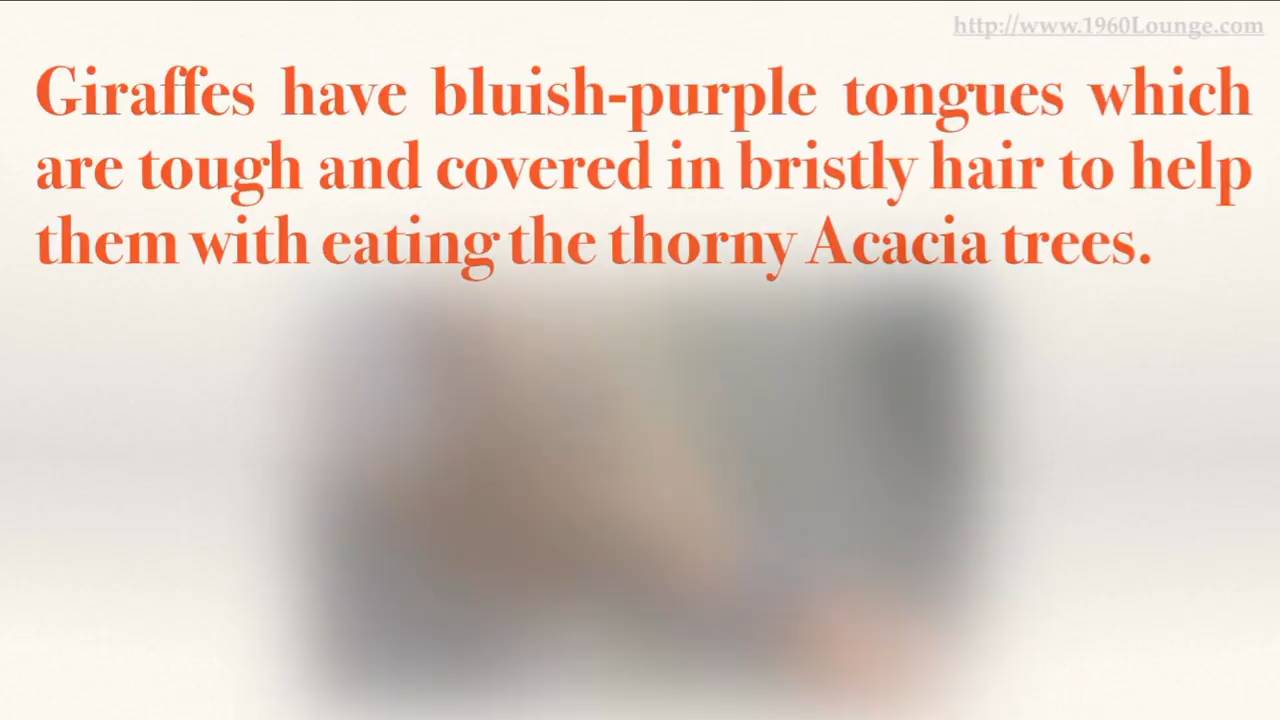 http://www.1960Lounge.com
Giraffes have bluish-purple tongues which
are tough and covered in bristly hair to help
them with eating the thorny Acacia trees.